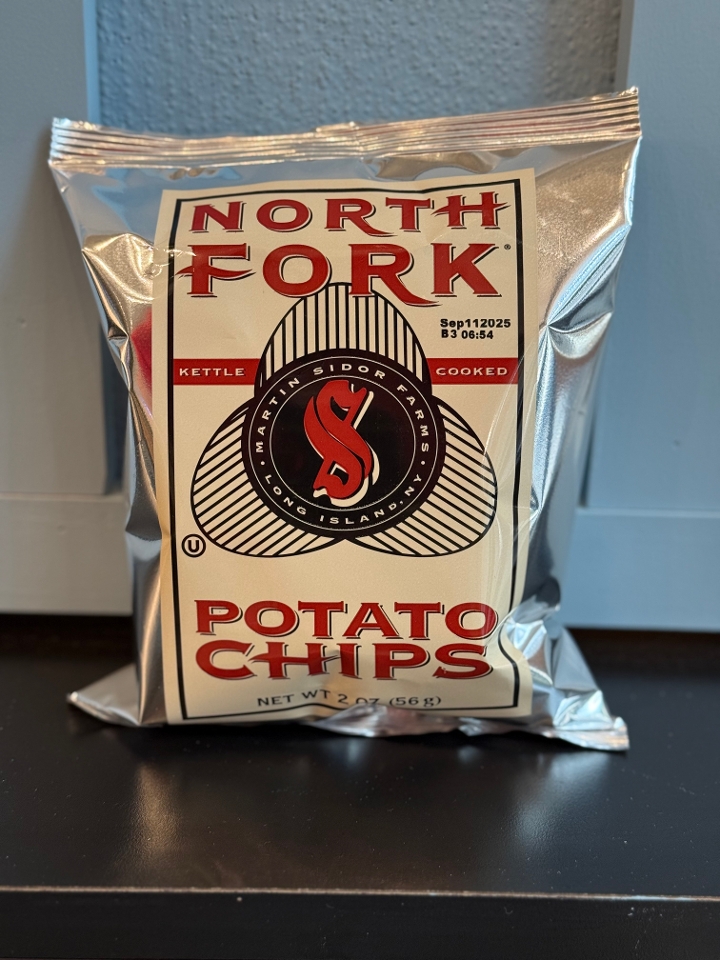 NORTH
FORK®
Sep112025
B3 06:54
KETTLE COOKED
MARTIN SIDOR FARMS
S
• LONG ISLAND, NY •
U
POTATO
CHIPS
NET WT 2 OZ (56g)